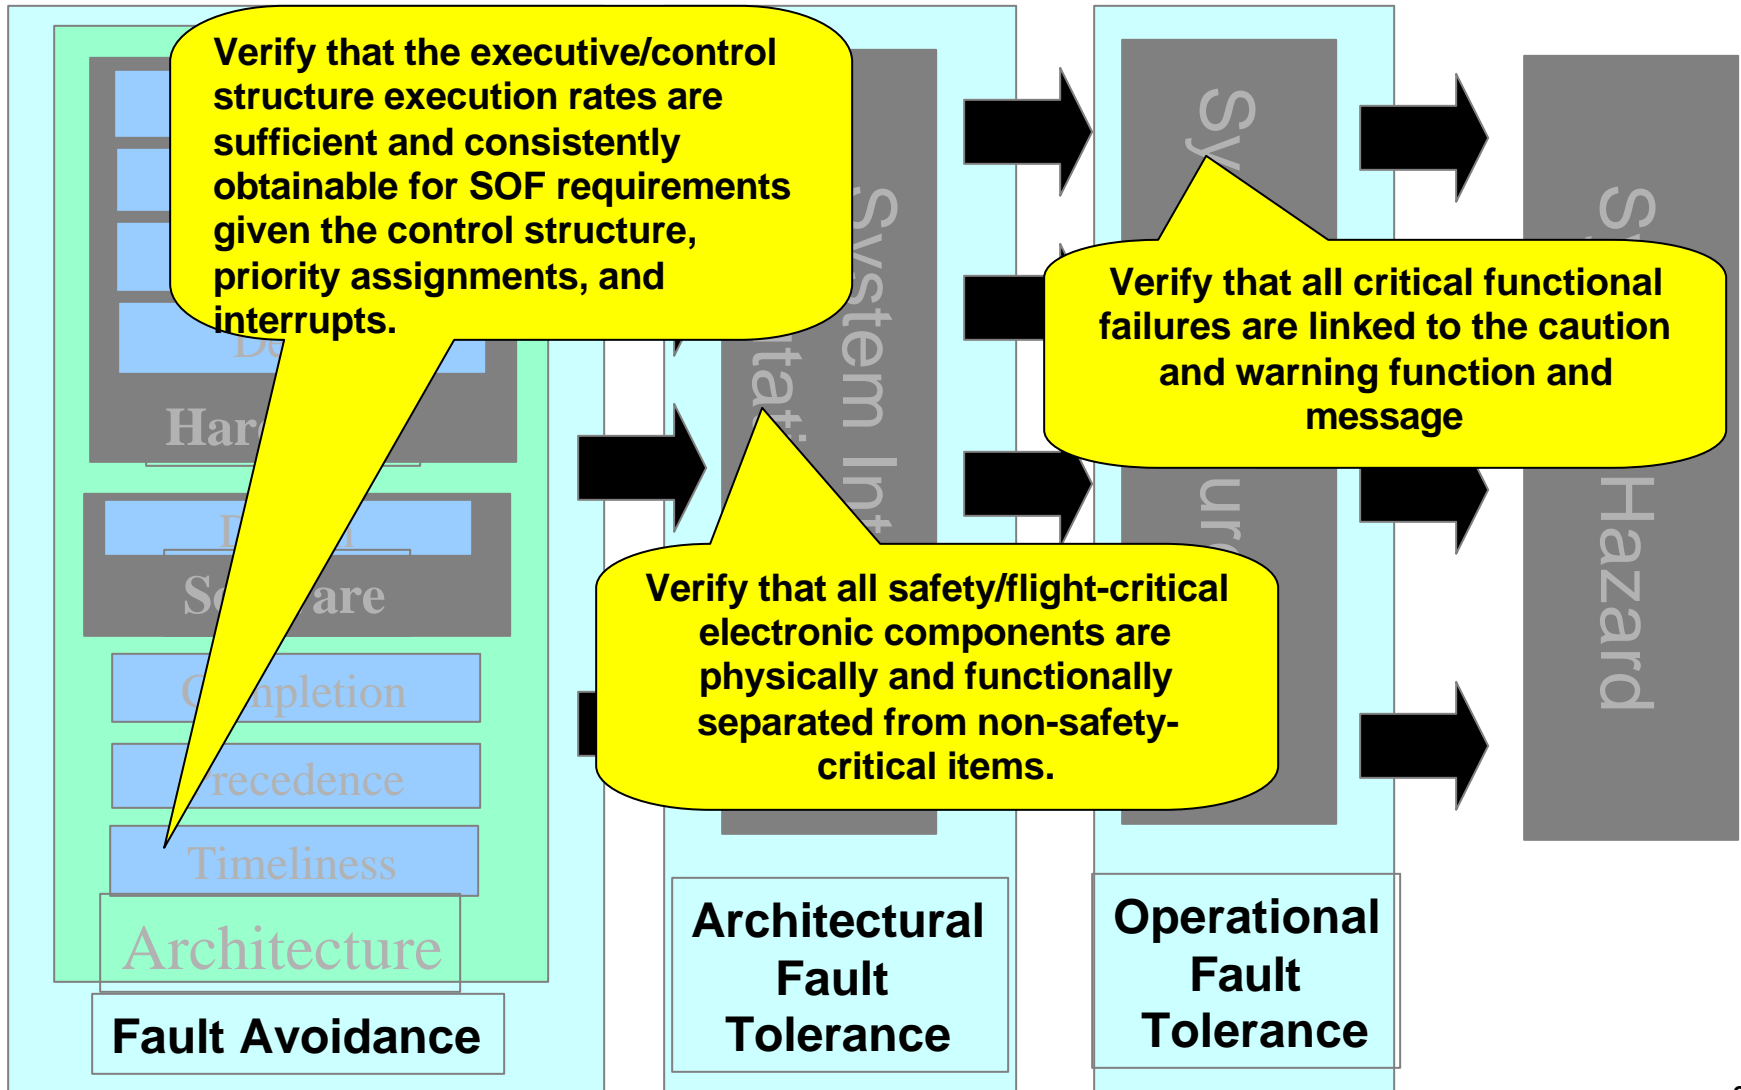 Verify that the executive/control
structure execution rates are
sufficient and consistently
obtainable for SOF requirements
given the control structure,
priority assignments, and
interrupts.
Verify that all critical functional
failures are linked to the caution
and warning function and
message
Verify that all safety/flight-critical
electronic components are
physically and functionally
separated from non-safety-
critical items.
System Int
Hazard
Timeliness
Architecture
Fault Avoidance
Architectural
Fault
Tolerance
Operational
Fault
Tolerance